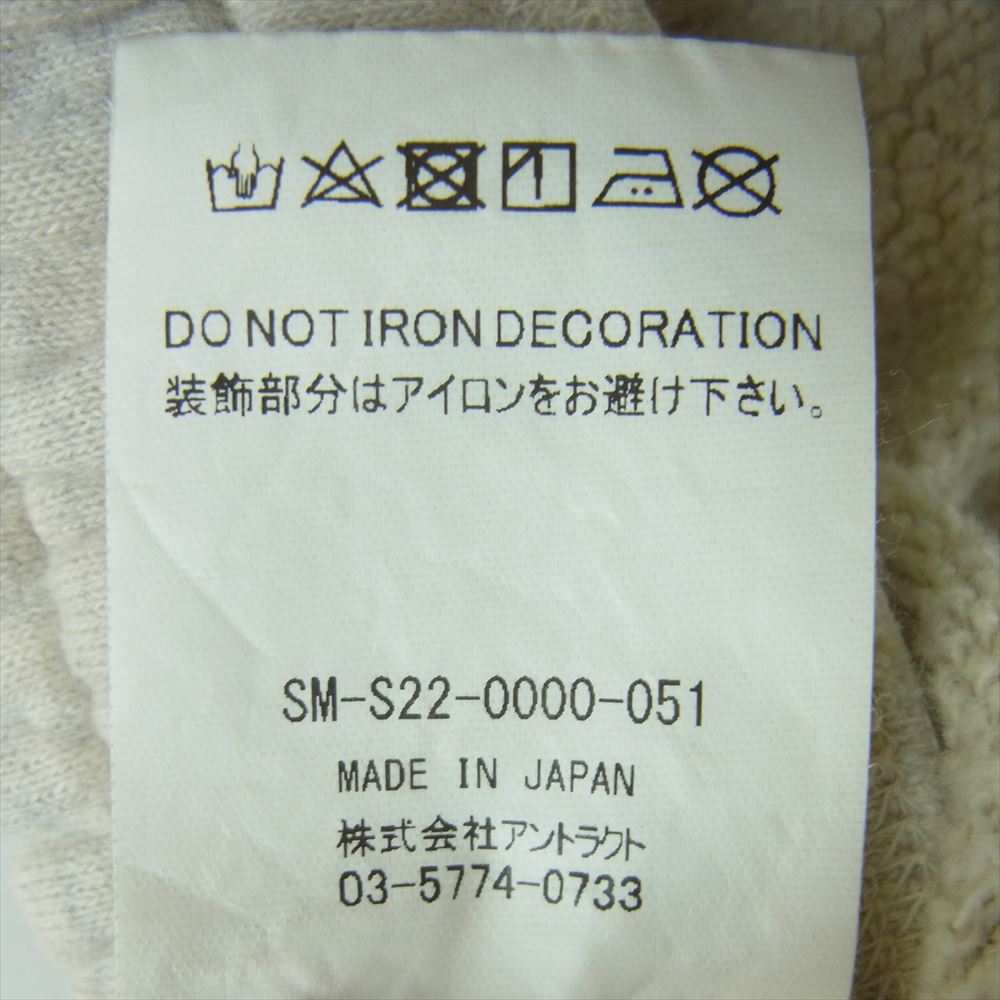 DO NOT IRON DECORATION
装飾部分はアイロンをお避け下さい。
SM-S22-0000-051
MADE IN JAPAN
株式会社アントラクト
03-5774-0733